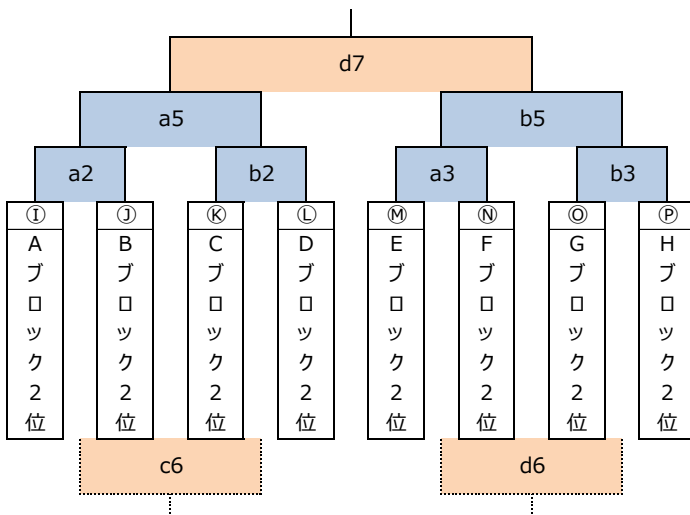 d7
a5 b5
a2 b2 a3 b3
Ⓘ Ⓙ Ⓚ Ⓛ Ⓜ Ⓝ Ⓞ Ⓟ
Aブロック2位
Bブロック2位
Cブロック2位
Dブロック2位
Eブロック2位
Fブロック2位
Gブロック2位
Hブロック2位
c6 d6